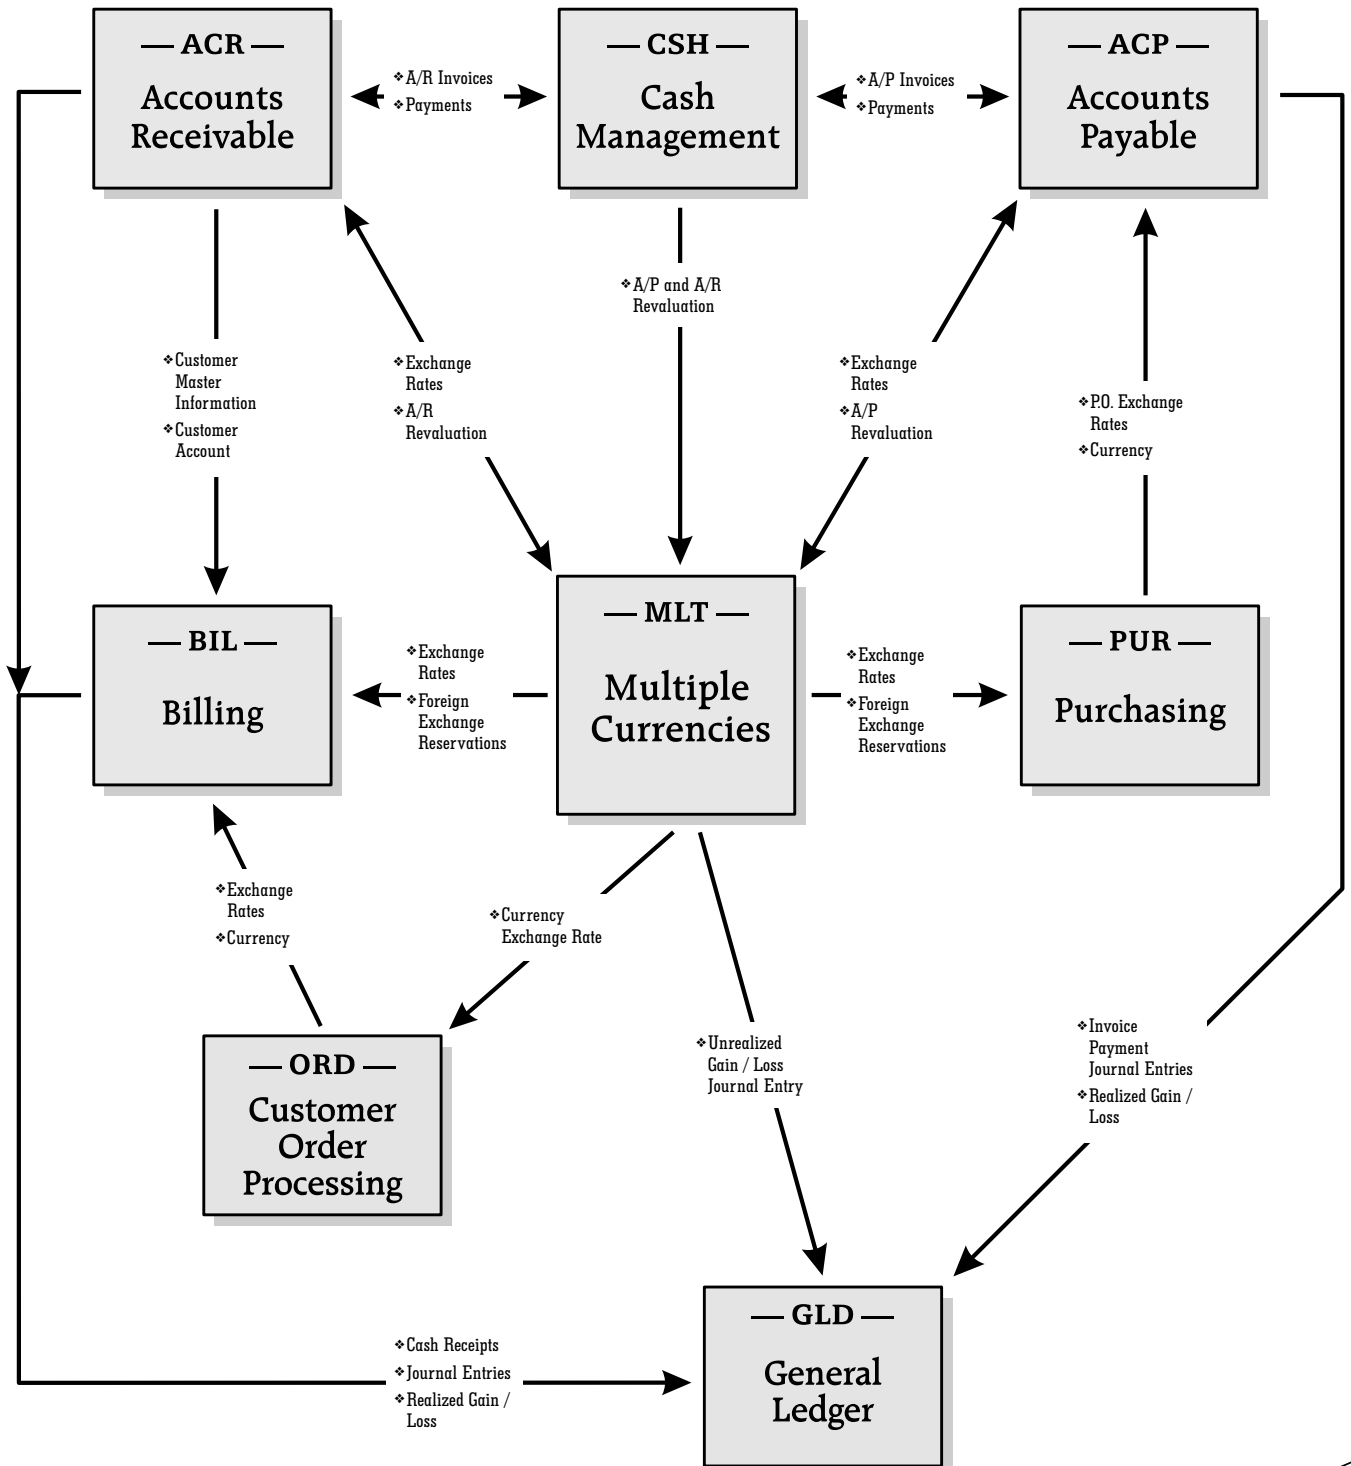 — ACR —
Accounts
Receivable
❖A/R Invoices
❖Payments
— CSH —
Cash
Management
❖A/P Invoices
❖Payments
— ACP —
Accounts
Payable
❖Customer
Master
Information
❖Customer
Account
❖Exchange
Rates
❖A/R
Revaluation
❖A/P and A/R
Revaluation
❖Exchange
Rates
❖A/P
Revaluation
❖P.O. Exchange
Rates
❖Currency
— BIL —
Billing
❖Exchange
Rates
❖Foreign
Exchange
Reservations
— MLT —
Multiple
Currencies
❖Exchange
Rates
❖Foreign
Exchange
Reservations
— PUR —
Purchasing
❖Exchange
Rates
❖Currency
❖Currency
Exchange Rate
— ORD —
Customer
Order
Processing
❖Unrealized
Gain / Loss
Journal Entry
❖Invoice
Payment
Journal Entries
❖Realized Gain /
Loss
❖Cash Receipts
❖Journal Entries
❖Realized Gain /
Loss
— GLD —
General
Ledger